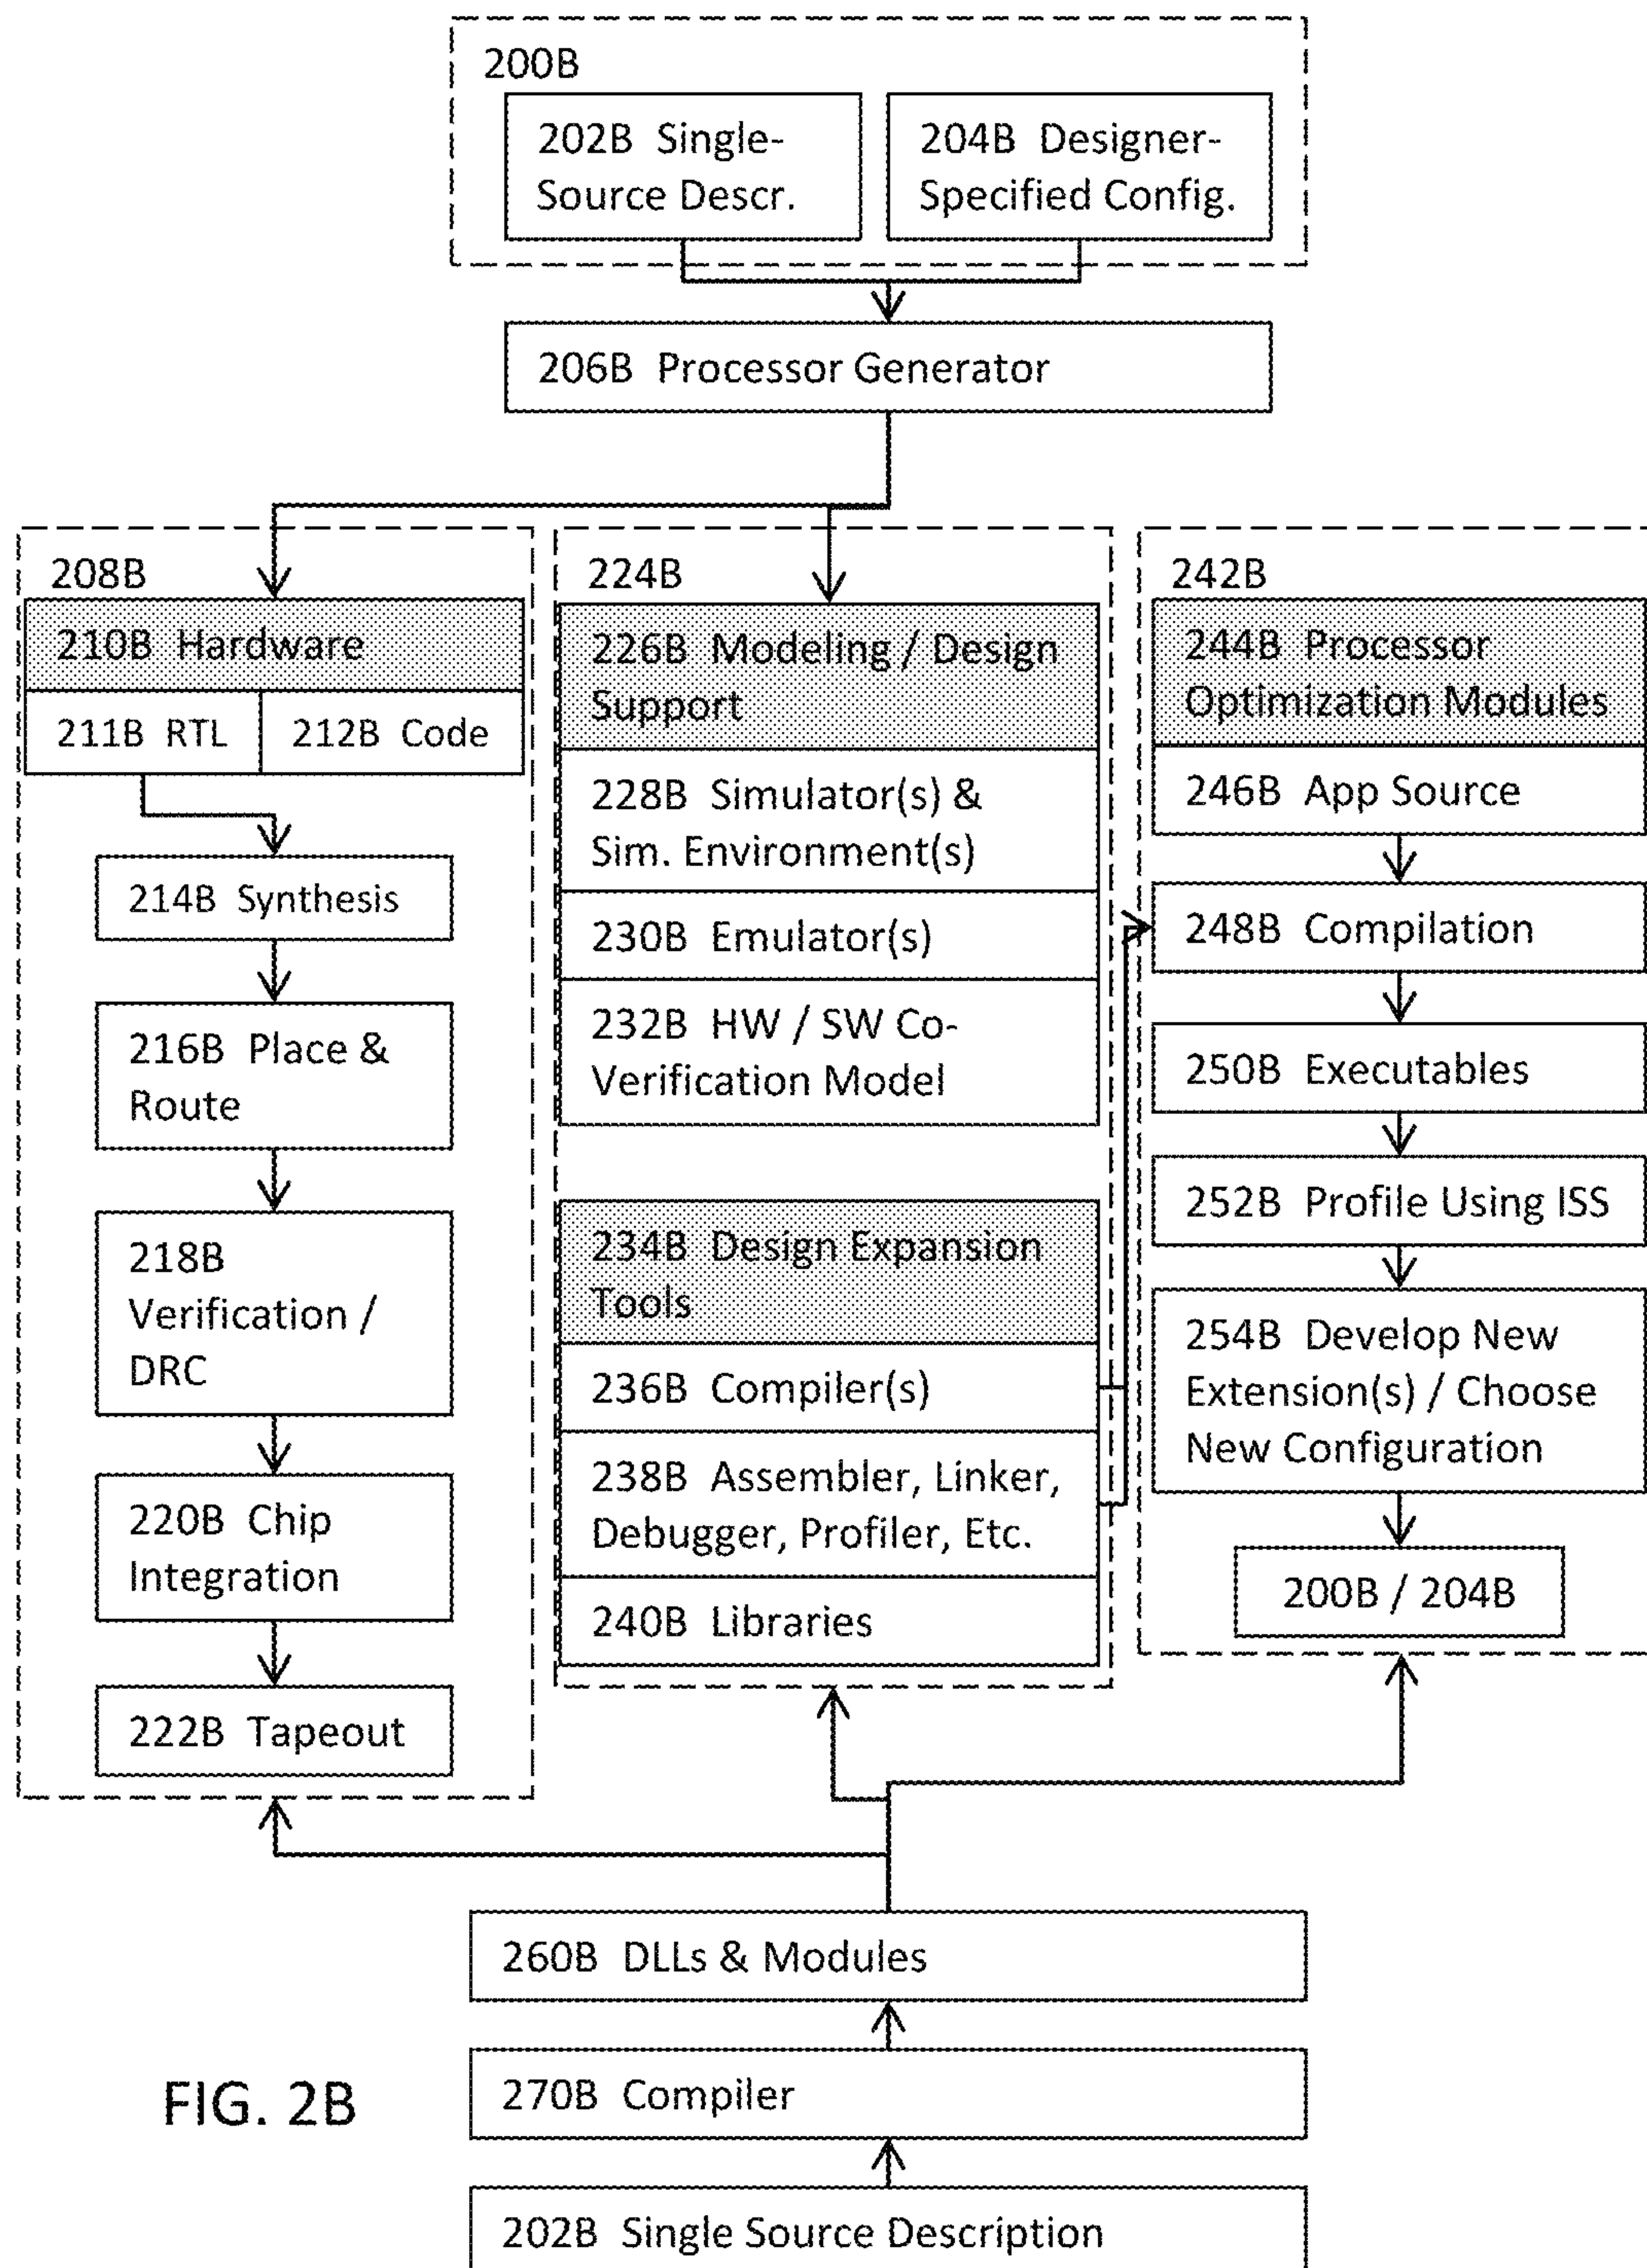 200B
202B Single-
Source Descr.
204B Designer-
Specified Config.
206B Processor Generator
208B
210B Hardware
211B RTL
212B Code
214B Synthesis
216B Place &
Route
218B
Verification /
DRC
220B Chip
Integration
222B Tapeout
224B
226B Modeling / Design
Support
228B Simulator(s) &
Sim. Environment(s)
230B Emulator(s)
232B HW / SW Co-
Verification Model
234B Design Expansion
Tools
236B Compiler(s)
238B Assembler, Linker,
Debugger, Profiler, Etc.
240B Libraries
242B
244B Processor
Optimization Modules
246B App Source
248B Compilation
250B Executables
252B Profile Using ISS
254B Develop New
Extension(s) / Choose
New Configuration
200B / 204B
260B DLLs & Modules
270B Compiler
202B Single Source Description
FIG. 2B